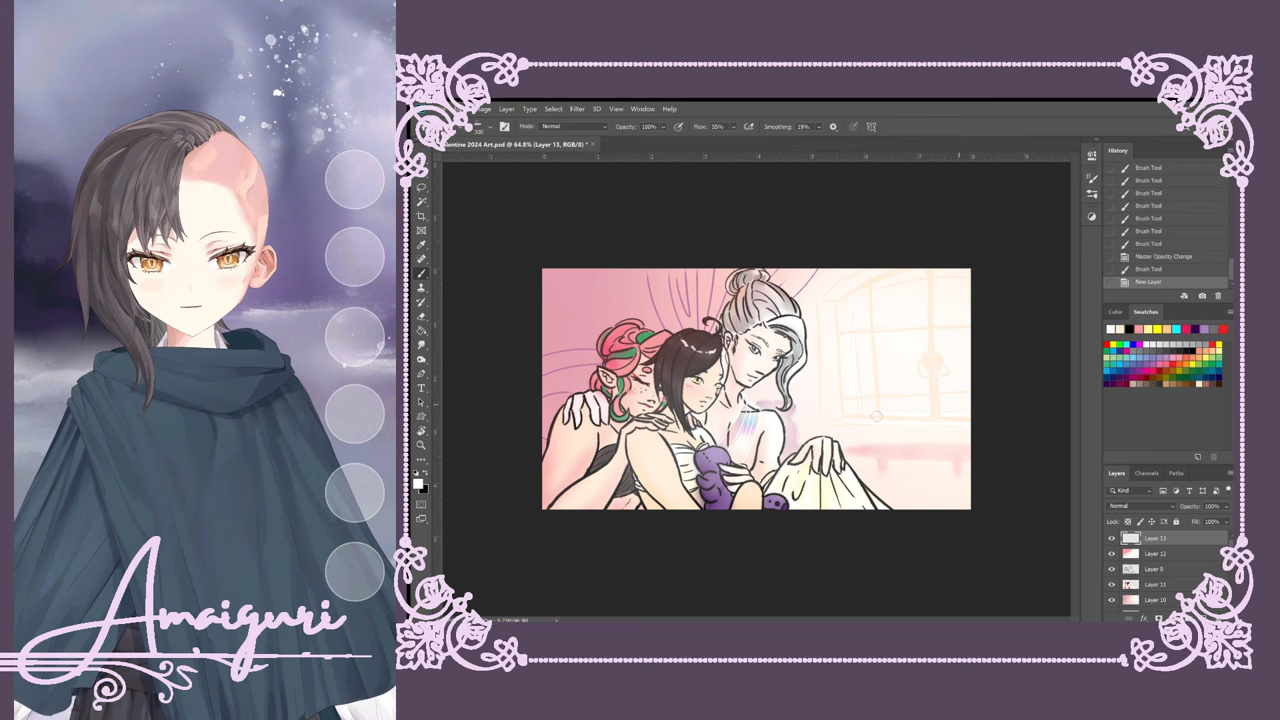 Layer Type Select Filter 3D View Window Help
Mode: Normal Opacity: 100% Flow: 55% Smoothing: 19%
entine 2024 Art.psd @ 64.8% (Layer 13, RGB/8) *
History
Brush Tool
Brush Tool
Brush Tool
Brush Tool
Brush Tool
Brush Tool
Brush Tool
Master Opacity Change
Brush Tool
New Layer
Color Swatches
Layers Channels Paths
Kind
Normal Opacity: 100%
Lock: Fill: 100%
Layer 13
Layer 12
Layer 9
Layer 11
Layer 10
Amaiguri